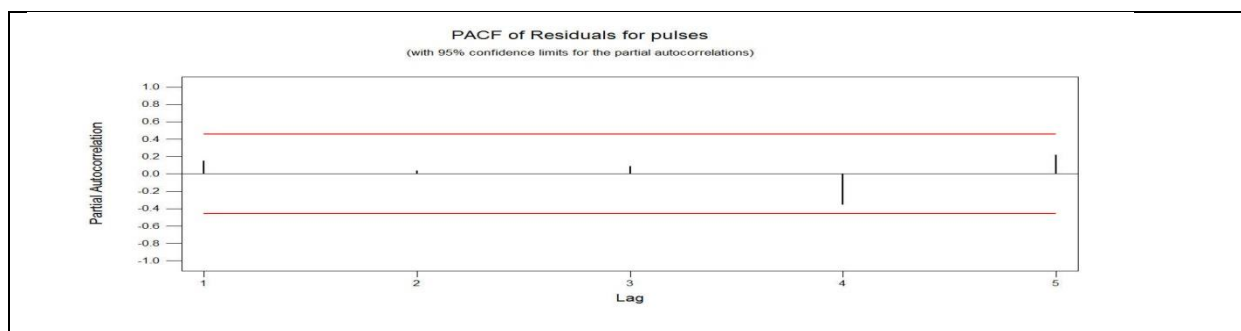 PACF of Residuals for pulses
(with 95% confidence limits for the partial autocorrelations)
Partial Autocorrelation
1.0
0.8
0.6
0.4
0.2
0.0
-0.2
-0.4
-0.6
-0.8
-1.0
1 2 3 4 5
Lag